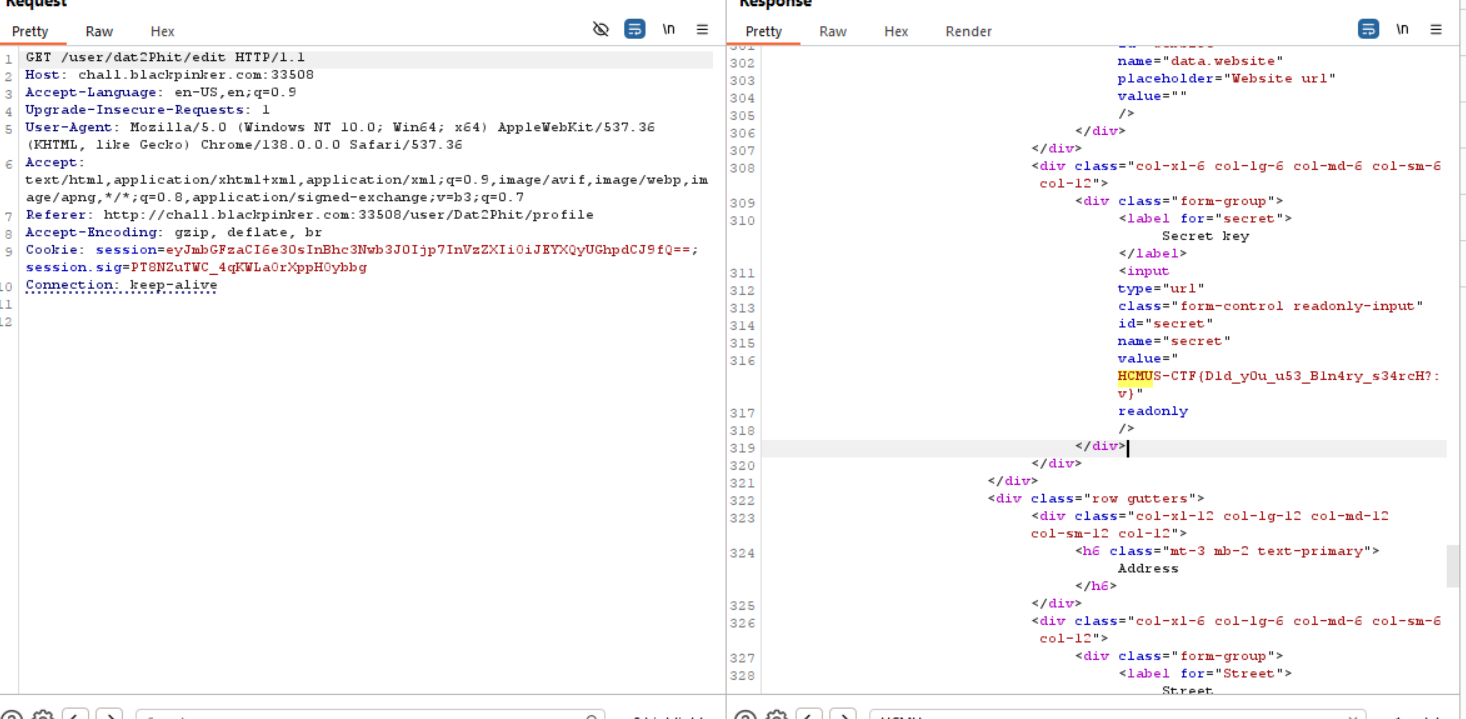 Request
Pretty Raw Hex
\n
1 GET /user/dat2Phit/edit HTTP/1.1
2 Host: chall.blackpinker.com:33508
3 Accept-Language: en-US,en;q=0.9
4 Upgrade-Insecure-Requests: 1
5 User-Agent: Mozilla/5.0 (Windows NT 10.0; Win64; x64) AppleWebKit/537.36
(KHTML, like Gecko) Chrome/138.0.0.0 Safari/537.36
6 Accept:
text/html,application/xhtml+xml,application/xml;q=0.9,image/avif,image/webp,im
age/apng,*/*;q=0.8,application/signed-exchange;v=b3;q=0.7
7 Referer: http://chall.blackpinker.com:33508/user/Dat2Phit/profile
8 Accept-Encoding: gzip, deflate, br
9 Cookie: session=eyJmbGFzaCI6e30sInBhc3Nwb3J0Ijp7InVzZXIiOiJEYXQyUGhpdCJ9fQ==;
session.sig=PT8NZuTWC_4qKWLa0rXppH0ybbg
10 Connection: keep-alive
11
12
Response
Pretty Raw Hex Render
\n
301
302 name="data.website"
303 placeholder="Website url"
304 value=""
305 />
306 </div>
307 </div>
308 <div class="col-xl-6 col-lg-6 col-md-6 col-sm-6
col-12">
309 <div class="form-group">
310 <label for="secret">
Secret key
</label>
311 <input
312 type="url"
313 class="form-control readonly-input"
314 id="secret"
315 name="secret"
316 value="
HCMUS-CTF{D1d_y0u_u53_B1n4ry_s34rcH?:
v}"
317 readonly
318 />
319 </div>
320 </div>
321 </div>
322 <div class="row gutters">
323 <div class="col-xl-12 col-lg-12 col-md-12
col-sm-12 col-12">
324 <h6 class="mt-3 mb-2 text-primary">
Address
</h6>
325 </div>
326 <div class="col-xl-6 col-lg-6 col-md-6 col-sm-6
col-12">
327 <div class="form-group">
328 <label for="Street">
Street